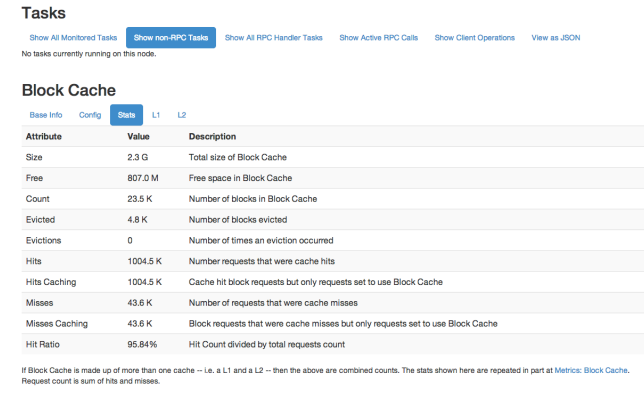 Tasks
Show All Monitored Tasks Show non-RPC Tasks Show All RPC Handler Tasks Show Active RPC Calls Show Client Operations View as JSON
No tasks currently running on this node.
Block Cache
Base Info Config Stats L1 L2
Attribute Value Description
Size 2.3 G Total size of Block Cache
Free 807.0 M Free space in Block Cache
Count 23.5 K Number of blocks in Block Cache
Evicted 4.8 K Number of blocks evicted
Evictions 0 Number of times an eviction occurred
Hits 1004.5 K Number requests that were cache hits
Hits Caching 1004.5 K Cache hit block requests but only requests set to use Block Cache
Misses 43.6 K Number of requests that were cache misses
Misses Caching 43.6 K Block requests that were cache misses but only requests set to use Block Cache
Hit Ratio 95.84% Hit Count divided by total requests count
If Block Cache is made up of more than one cache -- i.e. a L1 and a L2 -- then the above are combined counts. The stats shown here are repeated in part at Metrics: Block Cache.
Request count is sum of hits and misses.